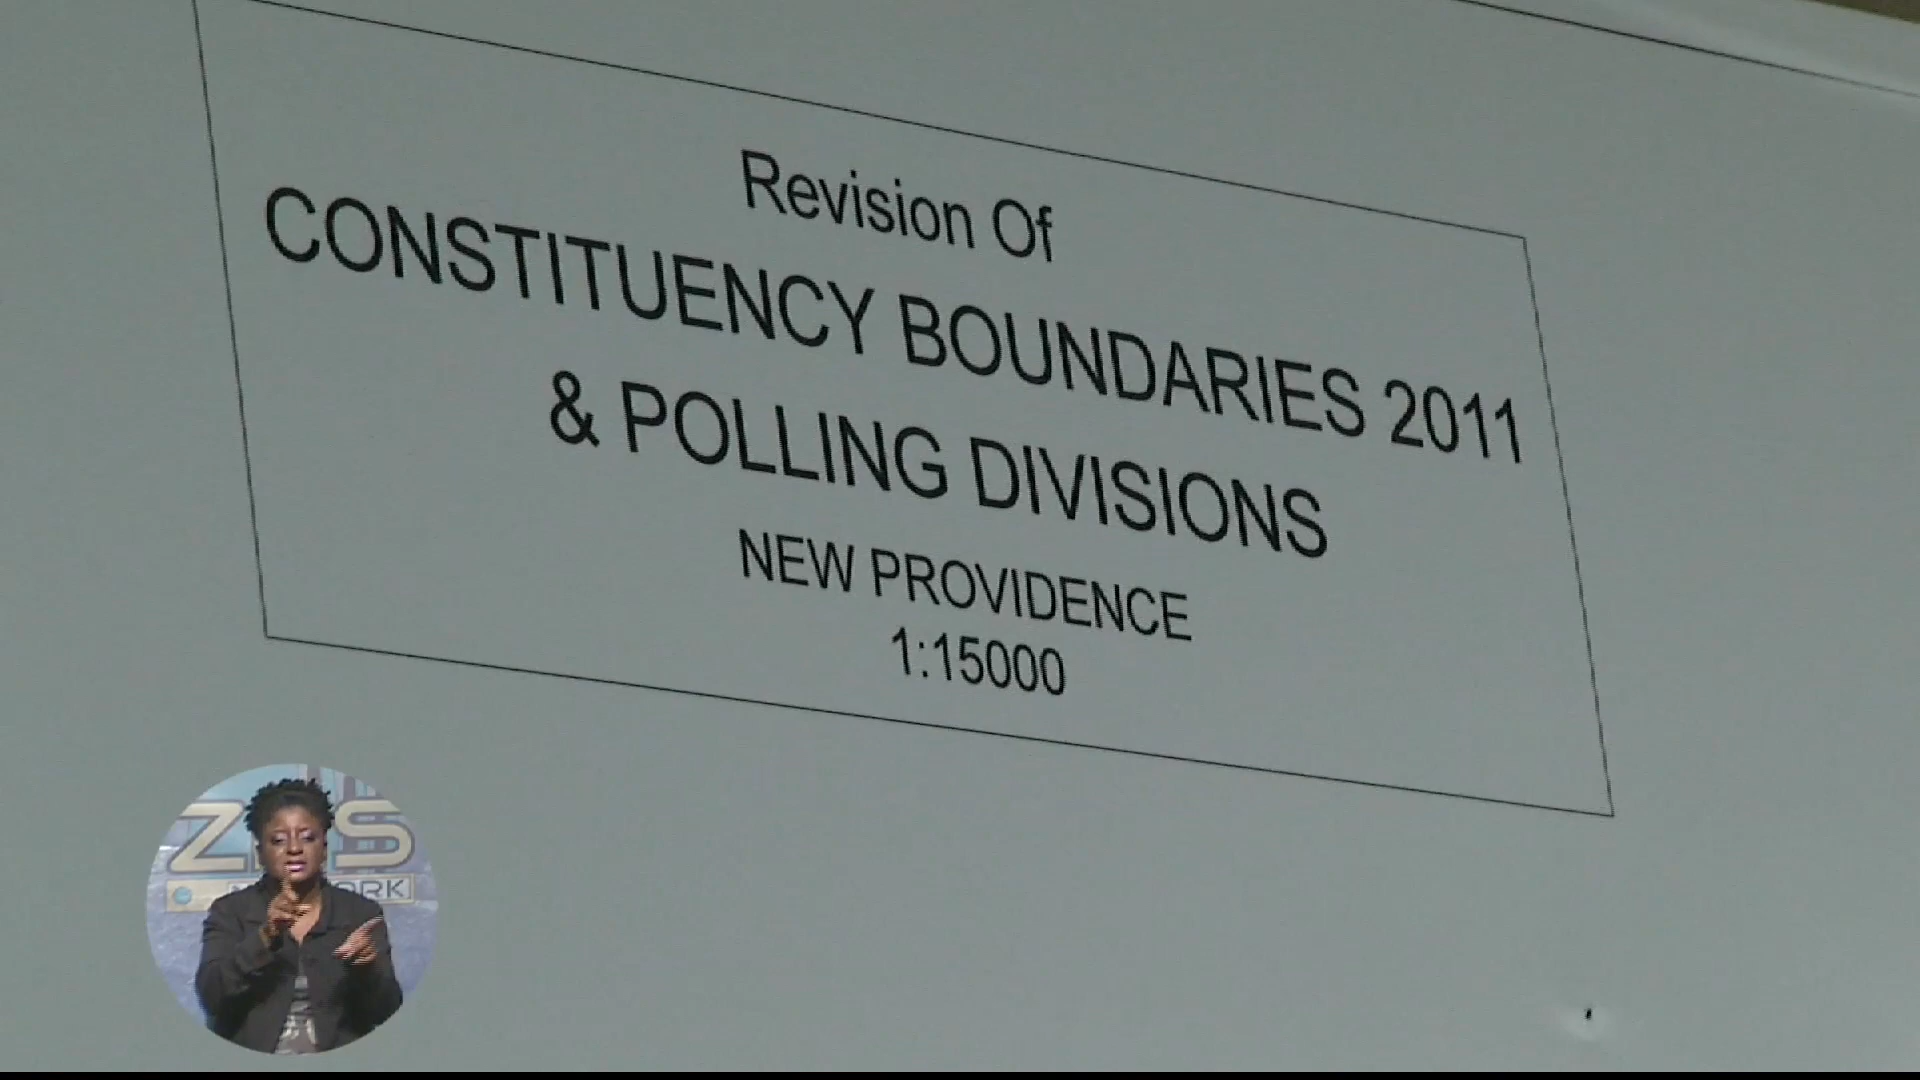 Revision Of
CONSTITUENCY BOUNDARIES 2011
& POLLING DIVISIONS
NEW PROVIDENCE
1:15000